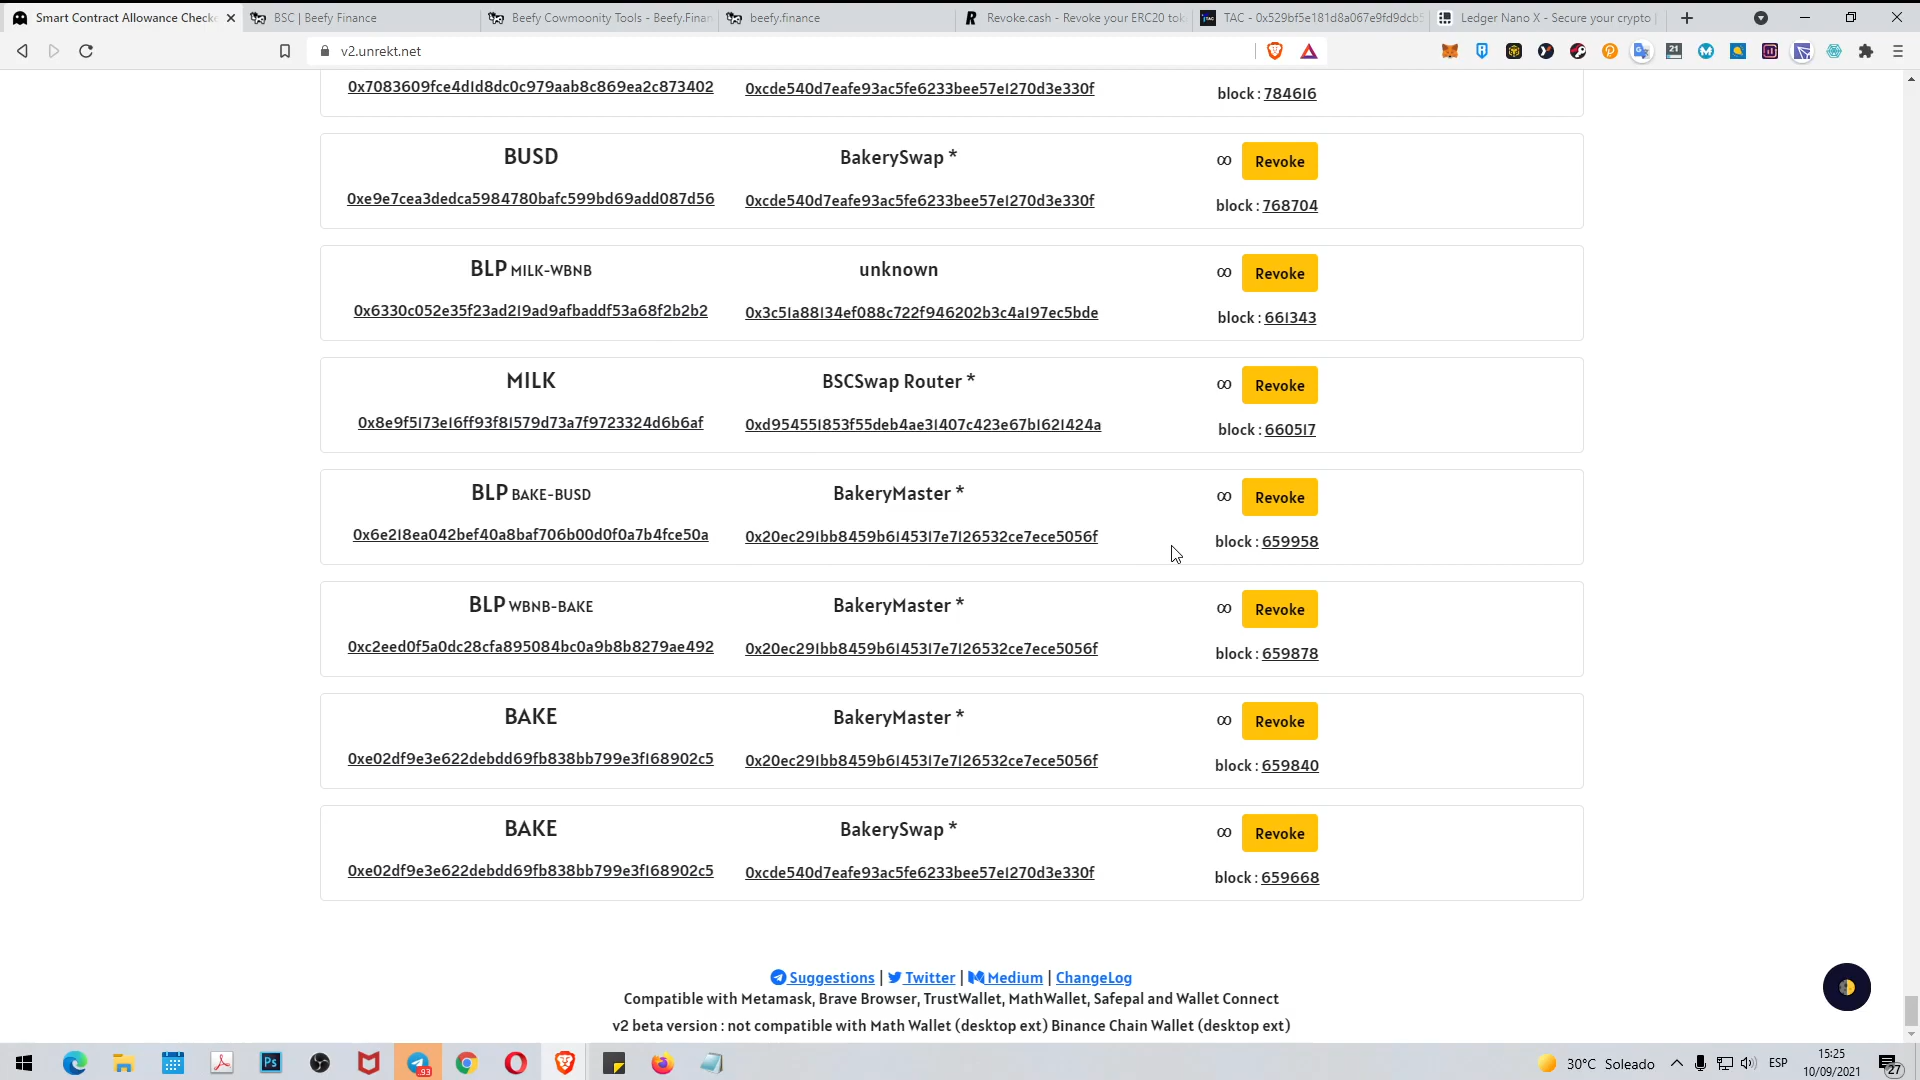 Smart Contract Allowance Checke
BSC | Beefy Finance
Beefy Cowmoonity Tools - Beefy.Finan
beefy.finance
Revoke.cash - Revoke your ERC20 tok
TAC - 0x529bf5e181d8a067e9fd9dcb5
Ledger Nano X - Secure your crypto
v2.unrekt.net
21
0x7083609fce4d1d8dc0c979aab8c869ea2c873402
0xcde540d7eafe93ac5fe6233bee57e1270d3e330f
block : 784616
BUSD
BakerySwap *
∞ Revoke
0xe9e7cea3dedca5984780bafc599bd69add087d56
0xcde540d7eafe93ac5fe6233bee57e1270d3e330f
block : 768704
BLP MILK-WBNB
unknown
∞ Revoke
0x6330c052e35f23ad219ad9afbaddf53a68f2b2b2
0x3c51a88134ef088c722f946202b3c4a197ec5bde
block : 661343
MILK
BSCSwap Router *
∞ Revoke
0x8e9f5173e16ff93f81579d73a7f9723324d6b6af
0xd954551853f55deb4ae31407c423e67b1621424a
block : 660517
BLP BAKE-BUSD
BakeryMaster *
∞ Revoke
0x6e218ea042bef40a8baf706b00d0f0a7b4fce50a
0x20ec291bb8459b6145317e7126532ce7ece5056f
block : 659958
BLP WBNB-BAKE
BakeryMaster *
∞ Revoke
0xc2eed0f5a0dc28cfa895084bc0a9b8b8279ae492
0x20ec291bb8459b6145317e7126532ce7ece5056f
block : 659878
BAKE
BakeryMaster *
∞ Revoke
0xe02df9e3e622debdd69fb838bb799e3f168902c5
0x20ec291bb8459b6145317e7126532ce7ece5056f
block : 659840
BAKE
BakerySwap *
∞ Revoke
0xe02df9e3e622debdd69fb838bb799e3f168902c5
0xcde540d7eafe93ac5fe6233bee57e1270d3e330f
block : 659668
Suggestions | Twitter | Medium | ChangeLog
Compatible with Metamask, Brave Browser, TrustWallet, MathWallet, Safepal and Wallet Connect
v2 beta version : not compatible with Math Wallet (desktop ext) Binance Chain Wallet (desktop ext)
Ps
93
30°C Soleado
ESP
15:25
10/09/2021
27